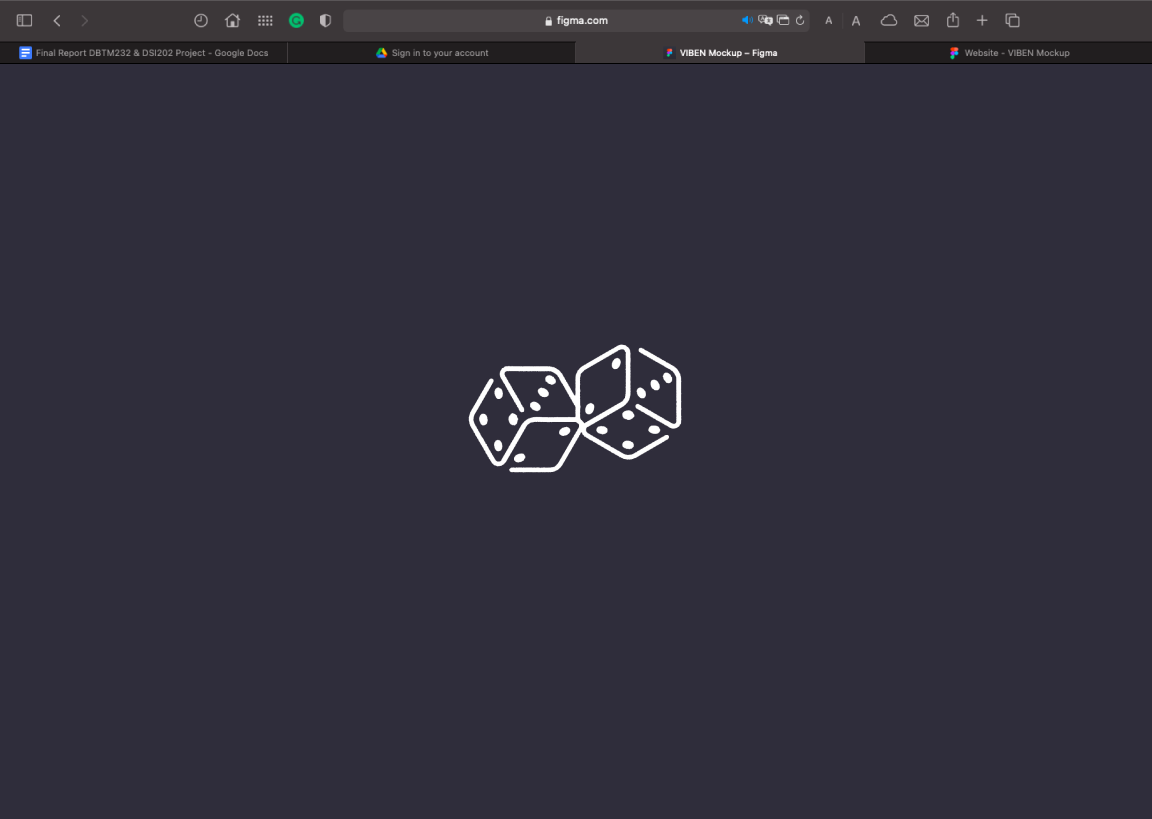 figma.com
A
A
Final Report DBTM232 & DSI202 Project - Google Docs
Sign in to your account
VIBEN Mockup – Figma
Website - VIBEN Mockup